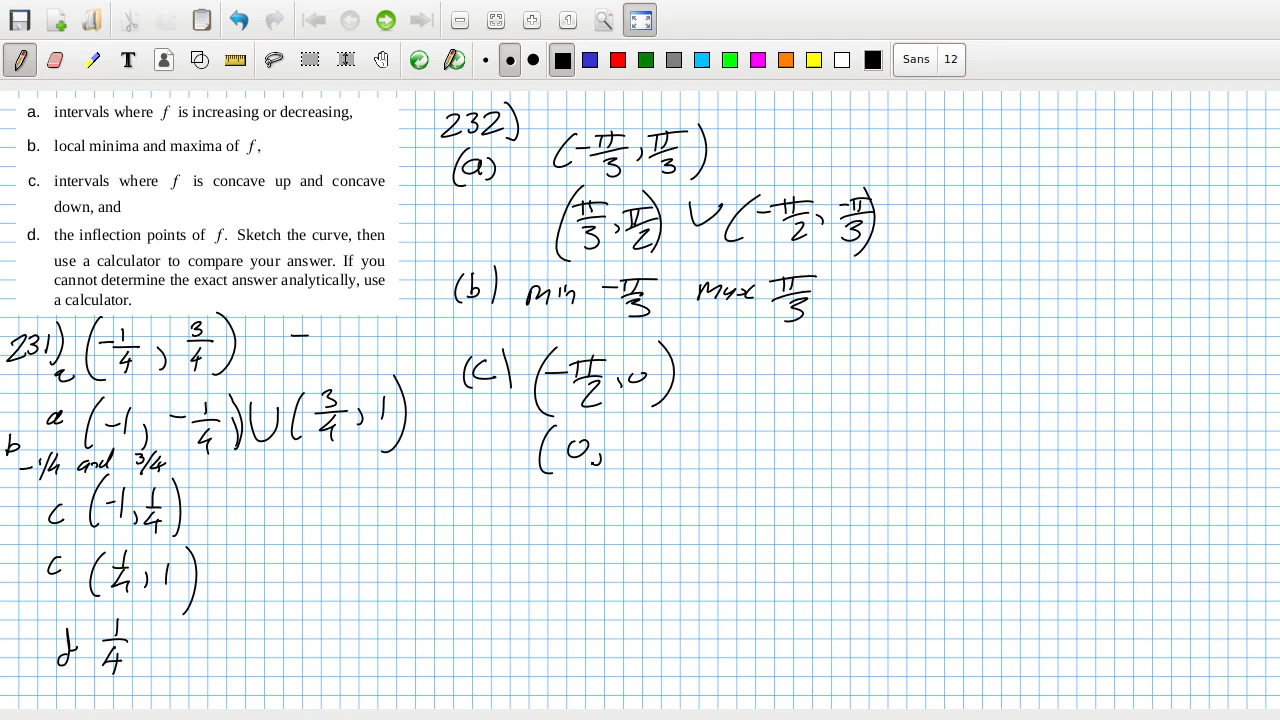 Sans 12
a. intervals where f is increasing or decreasing,
b. local minima and maxima of f,
c. intervals where f is concave up and concave
down, and
d. the inflection points of f. Sketch the curve, then
use a calculator to compare your answer. If you
cannot determine the exact answer analytically, use
a calculator.
231) (-1/4, 3/4) -
a
a (-1, -1/4) ∪ (3/4, 1)
b
-1/4 and 3/4
c (-1, 1/4)
c (1/4, 1)
d 1/4
232)
(a) (-π/3, π/3)
(π/3, π/2) ∪ (-π/2, -π/3)
(b) min -π/3 max π/3
(c) (-π/2, 0)
(0,